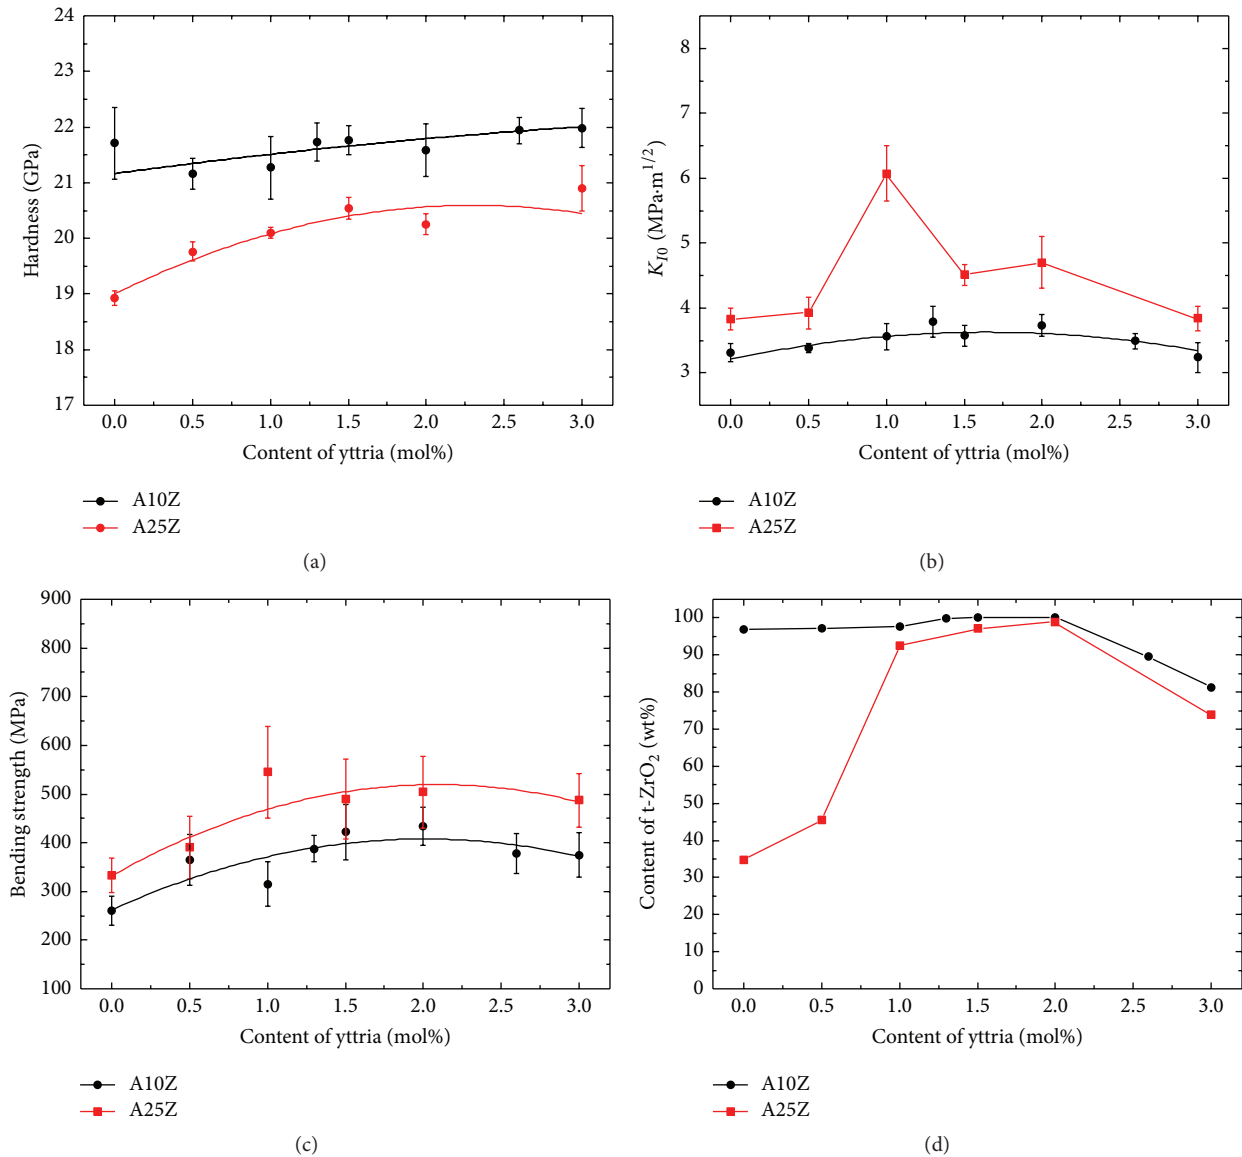 24
23
22
21
20
19
18
17
Hardness (GPa)
0.0 0.5 1.0 1.5 2.0 2.5 3.0
Content of yttria (mol%)
A10Z
A25Z
(a)
8
7
6
5
4
3
K_{I0} (MPa·m^{1/2})
0.0 0.5 1.0 1.5 2.0 2.5 3.0
Content of yttria (mol%)
A10Z
A25Z
(b)
900
800
700
600
500
400
300
200
100
Bending strength (MPa)
0.0 0.5 1.0 1.5 2.0 2.5 3.0
Content of yttria (mol%)
A10Z
A25Z
(c)
100
90
80
70
60
50
40
30
20
10
0
Content of t-ZrO₂ (wt%)
0.0 0.5 1.0 1.5 2.0 2.5 3.0
Content of yttria (mol%)
A10Z
A25Z
(d)